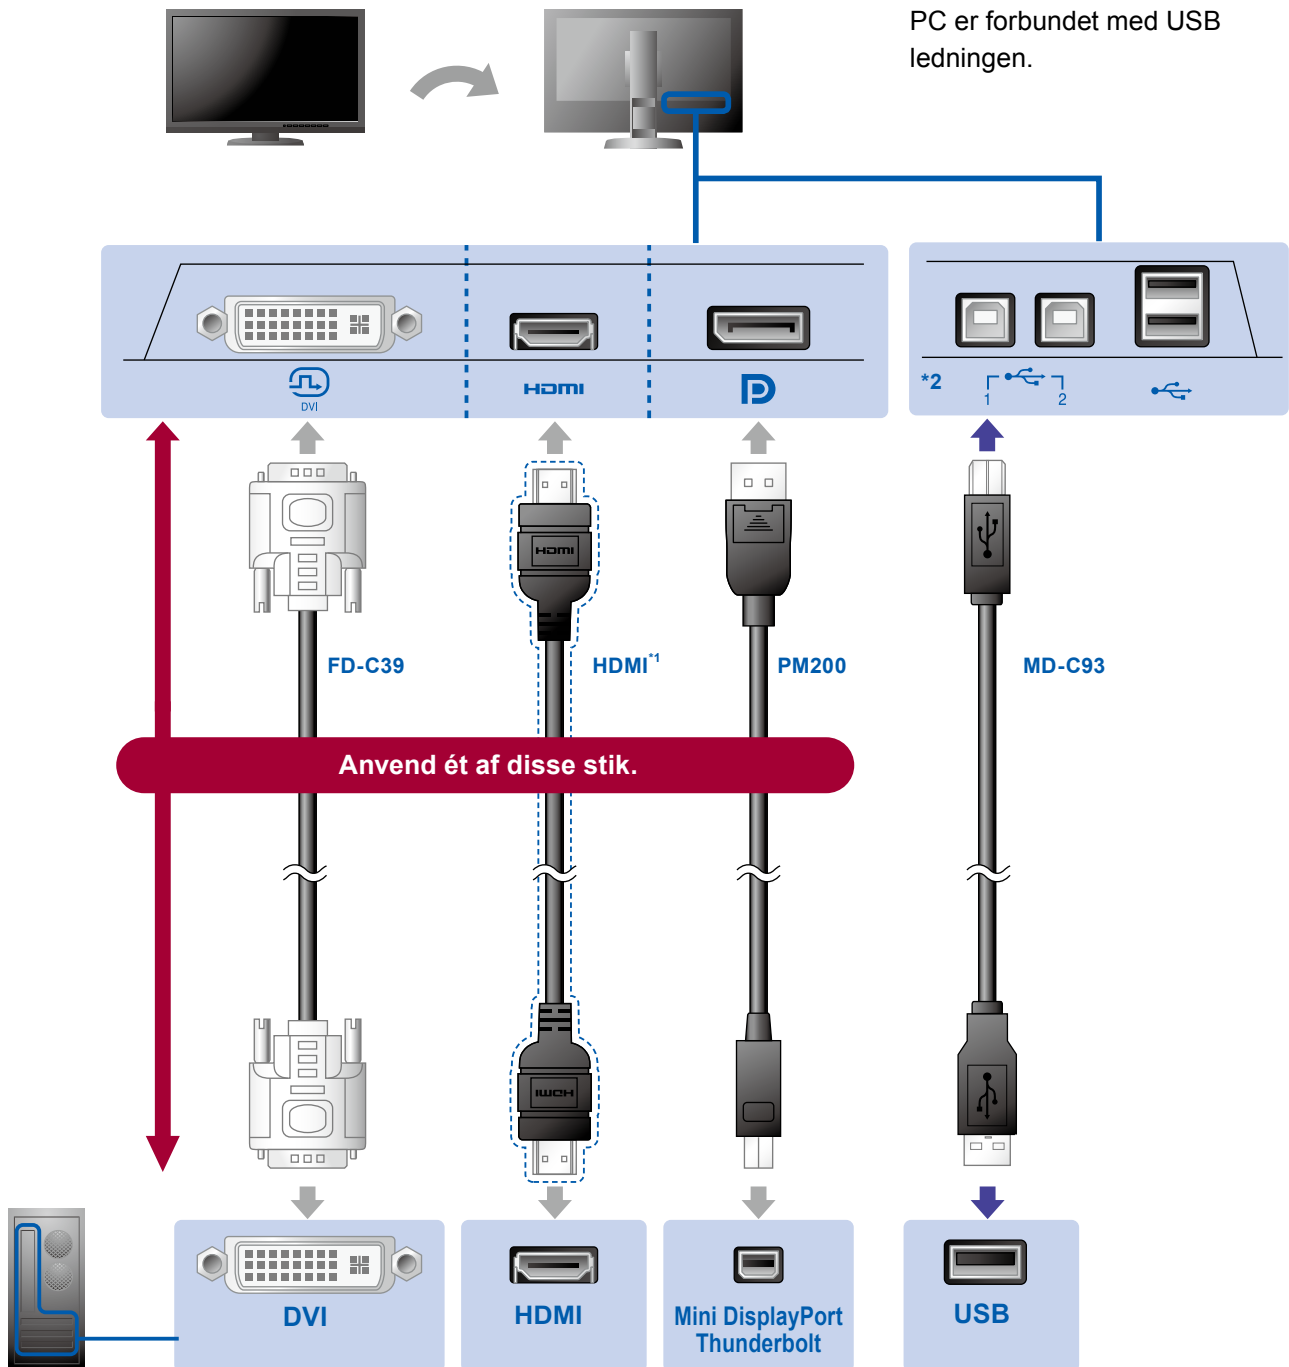 PC er forbundet med USB
ledningen.
DVI
HDMI
*2
1
2
HDMI
FD-C39
HDMI*1
PM200
MD-C93
Anvend ét af disse stik.
HDMI
DVI
HDMI
Mini DisplayPort
Thunderbolt
USB